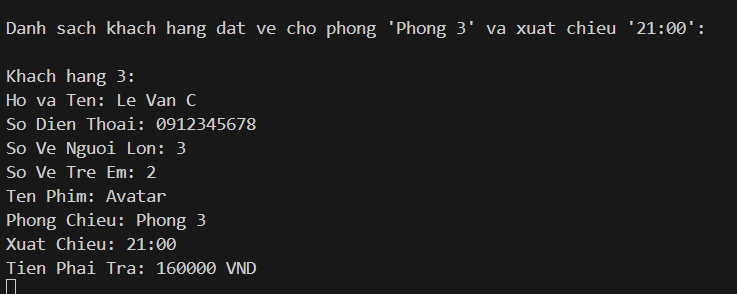 Danh sach khach hang dat ve cho phong 'Phong 3' va xuat chieu '21:00':
Khach hang 3:
Ho va Ten: Le Van C
So Dien Thoai: 0912345678
So Ve Nguoi Lon: 3
So Ve Tre Em: 2
Ten Phim: Avatar
Phong Chieu: Phong 3
Xuat Chieu: 21:00
Tien Phai Tra: 160000 VND